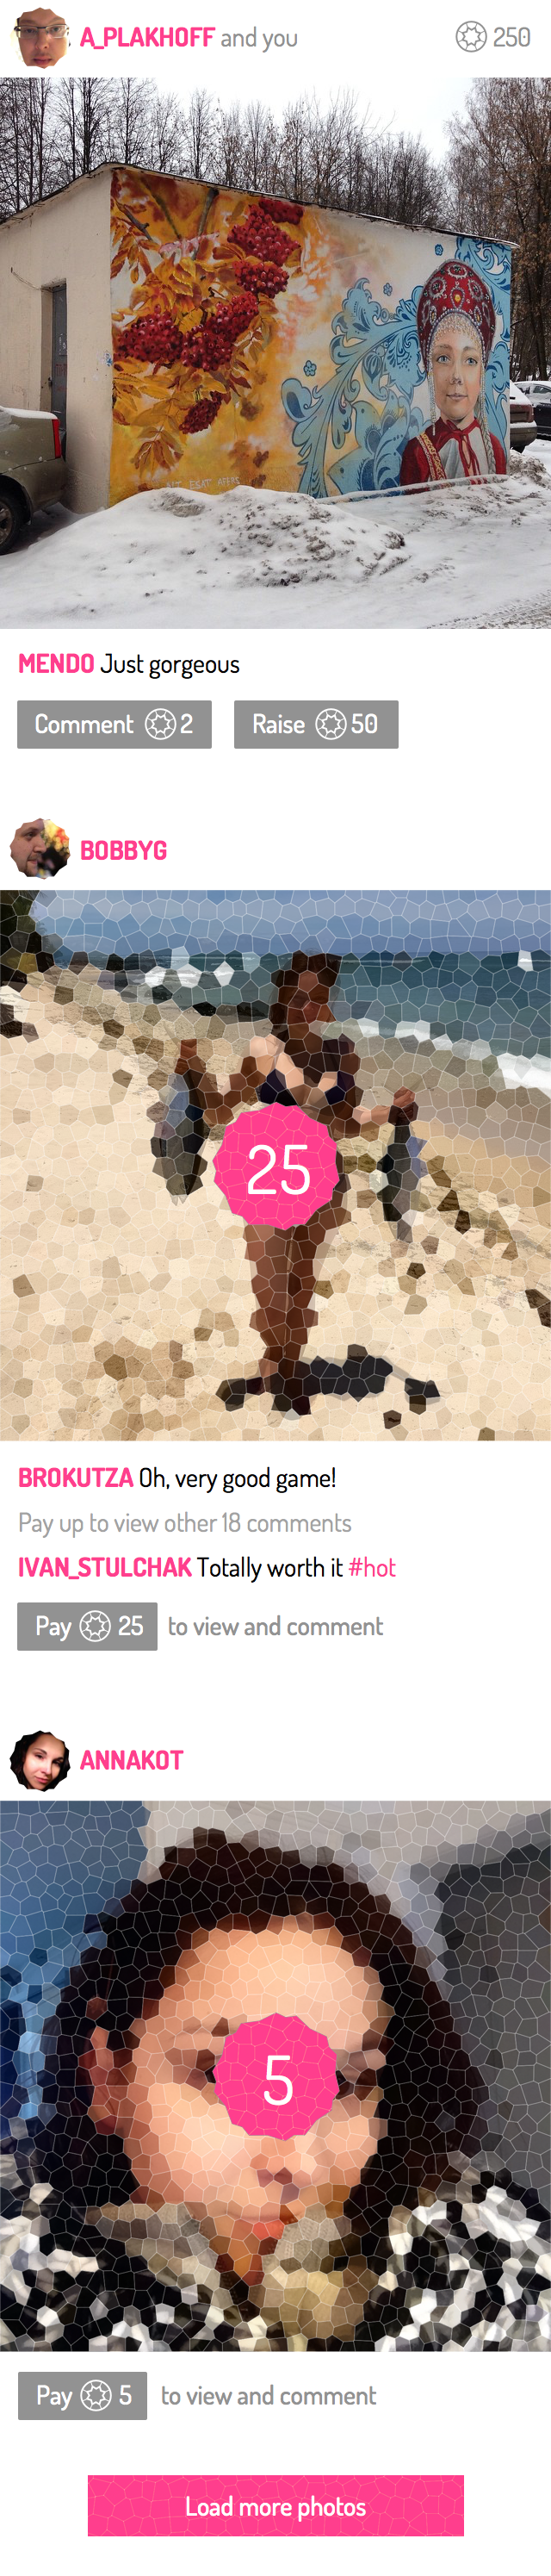 A_PLAKHOFF and you 250
MENDO Just gorgeous
Comment 2 Raise 50
BOBBYG
25
BROKUTZA Oh, very good game!
Pay up to view other 18 comments
IVAN_STULCHAK Totally worth it #hot
Pay 25 to view and comment
ANNAKOT
5
Pay 5 to view and comment
Load more photos